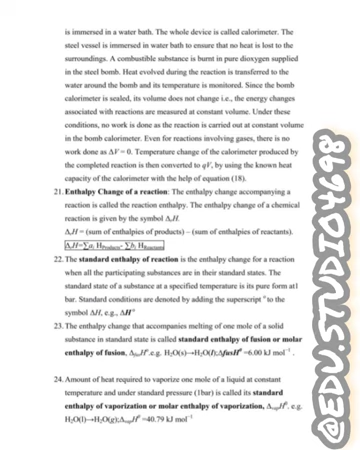 is immersed in a water bath. The whole device is called calorimeter. The
steel vessel is immersed in water bath to ensure that no heat is lost to the
surroundings. A combustible substance is burnt in pure dioxygen supplied
in the steel bomb. Heat evolved during the reaction is transferred to the
water around the bomb and its temperature is monitored. Since the bomb
calorimeter is sealed, its volume does not change i.e., the energy changes
associated with reactions are measured at constant volume. Under these
conditions, no work is done as the reaction is carried out at constant volume
in the bomb calorimeter. Even for reactions involving gases, there is no
work done as ΔV = 0. Temperature change of the calorimeter produced by
the completed reaction is then converted to qV, by using the known heat
capacity of the calorimeter with the help of equation (18).
21. Enthalpy Change of a reaction: The enthalpy change accompanying a
reaction is called the reaction enthalpy. The enthalpy change of a chemical
reaction is given by the symbol ΔᵣH.
ΔᵣH = (sum of enthalpies of products) – (sum of enthalpies of reactants).
ΔᵣH=∑aᵢ H_Products- ∑bᵢ H_Reactants
22. The standard enthalpy of reaction is the enthalpy change for a reaction
when all the participating substances are in their standard states. The
standard state of a substance at a specified temperature is its pure form at1
bar. Standard conditions are denoted by adding the superscript ° to the
symbol ΔH, e.g., ΔH°
23. The enthalpy change that accompanies melting of one mole of a solid
substance in standard state is called standard enthalpy of fusion or molar
enthalpy of fusion, Δ_fus H°.e.g. H₂O(s)→H₂O(l);ΔfusH⁰ =6.00 kJ mol⁻¹ .
24. Amount of heat required to vaporize one mole of a liquid at constant
temperature and under standard pressure (1bar) is called its standard
enthalpy of vaporization or molar enthalpy of vaporization, Δ_vap H⁰. e.g.
H₂O(l)→H₂O(g);Δ_vap H⁰ =40.79 kJ mol⁻¹
@EDUSTUDIO4698